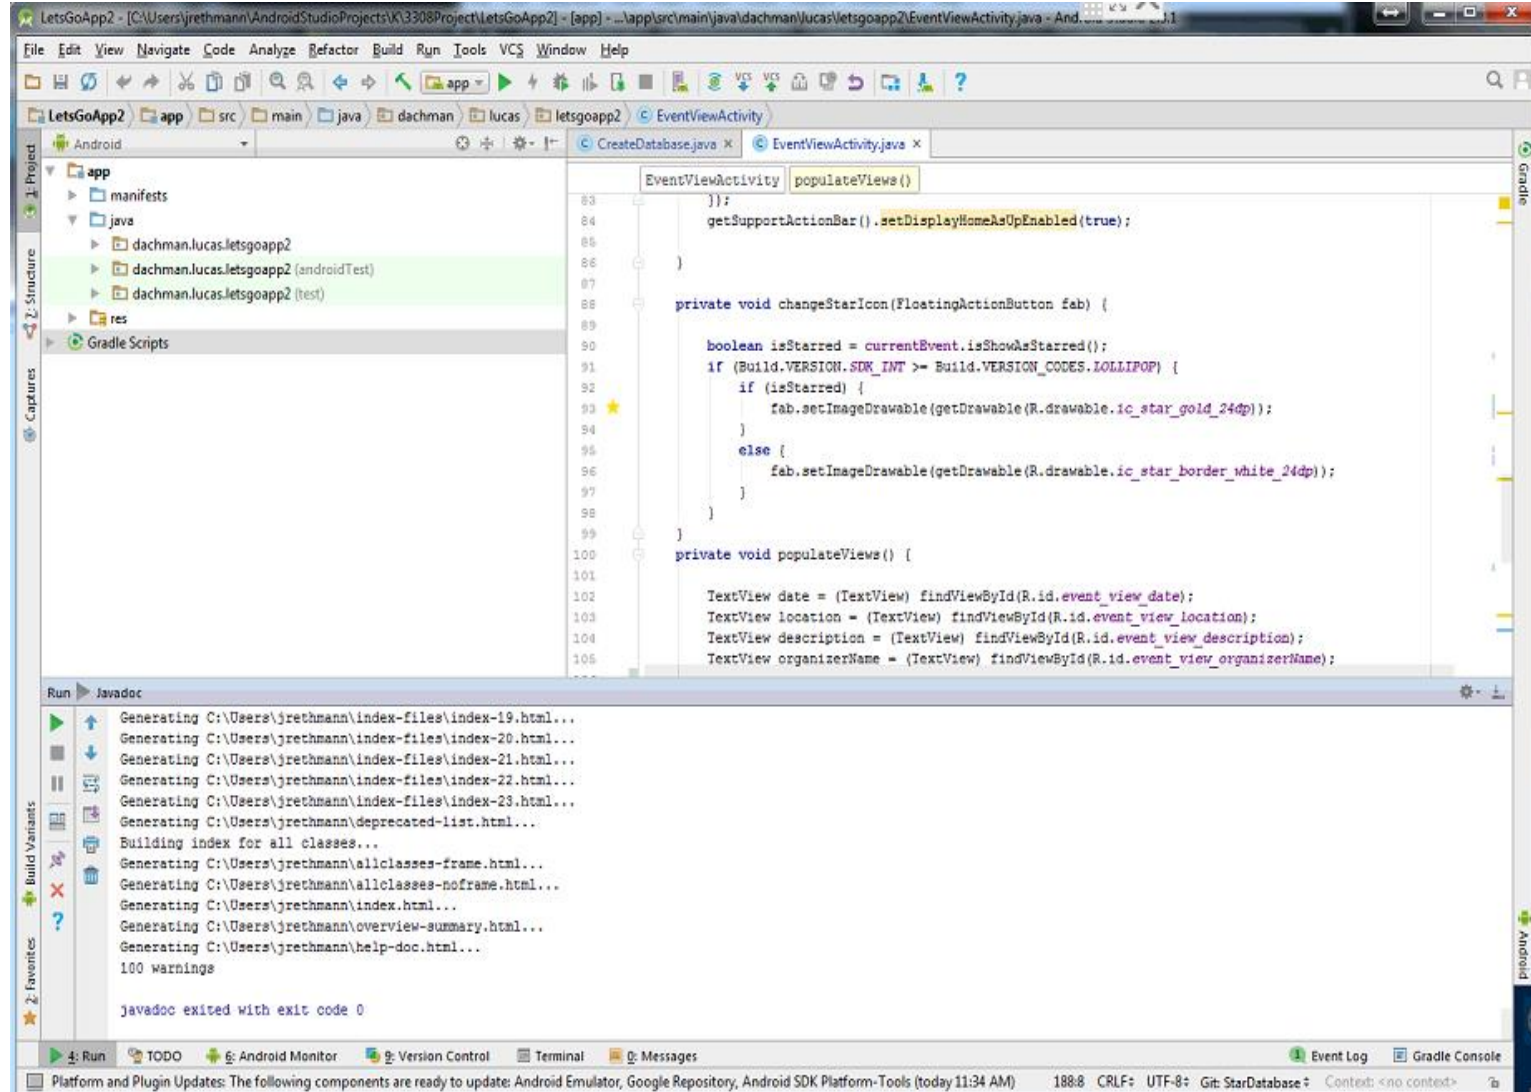 LetsGoApp2 - [C:\Users\jrethmann\AndroidStudioProjects\K\3308Project\LetsGoApp2] - [app] - ...\app\src\main\java\dachman\lucas\letsgoapp2\EventViewActivity.java -
File Edit View Navigate Code Analyze Refactor Build Run Tools VCS Window Help
app VCS VCS ?
LetsGoApp2 app src main java dachman lucas letsgoapp2 EventViewActivity
Android CreateDatabase.java × EventViewActivity.java ×
1: Project
Z: Structure
Captures
Build Variants
2: Favorites
app
manifests
java
dachman.lucas.letsgoapp2
dachman.lucas.letsgoapp2 (androidTest)
dachman.lucas.letsgoapp2 (test)
res
Gradle Scripts
EventViewActivity populateViews()
83 });
84 getSupportActionBar().setDisplayHomeAsUpEnabled(true);
85
86 }
87
88 private void changeStarIcon(FloatingActionButton fab) {
89
90 boolean isStarred = currentEvent.isShowAsStarred();
91 if (Build.VERSION.SDK_INT >= Build.VERSION_CODES.LOLLIPOP) {
92 if (isStarred) {
93 fab.setImageDrawable(getDrawable(R.drawable.ic_star_gold_24dp));
94 }
95 else {
96 fab.setImageDrawable(getDrawable(R.drawable.ic_star_border_white_24dp));
97 }
98 }
99 }
100 private void populateViews() {
101
102 TextView date = (TextView) findViewById(R.id.event_view_date);
103 TextView location = (TextView) findViewById(R.id.event_view_location);
104 TextView description = (TextView) findViewById(R.id.event_view_description);
105 TextView organizerName = (TextView) findViewById(R.id.event_view_organizerName);
Gradle
Android
Run Javadoc
Generating C:\Users\jrethmann\index-files\index-19.html...
Generating C:\Users\jrethmann\index-files\index-20.html...
Generating C:\Users\jrethmann\index-files\index-21.html...
Generating C:\Users\jrethmann\index-files\index-22.html...
Generating C:\Users\jrethmann\index-files\index-23.html...
Generating C:\Users\jrethmann\deprecated-list.html...
Building index for all classes...
Generating C:\Users\jrethmann\allclasses-frame.html...
Generating C:\Users\jrethmann\allclasses-noframe.html...
Generating C:\Users\jrethmann\index.html...
Generating C:\Users\jrethmann\overview-summary.html...
Generating C:\Users\jrethmann\help-doc.html...
100 warnings
javadoc exited with exit code 0
4: Run TODO 6: Android Monitor 9: Version Control Terminal 0: Messages 1 Event Log Gradle Console
Platform and Plugin Updates: The following components are ready to update: Android Emulator, Google Repository, Android SDK Platform-Tools (today 11:34 AM) 188:8 CRLF UTF-8 Git: StarDatabase Context: <no context>